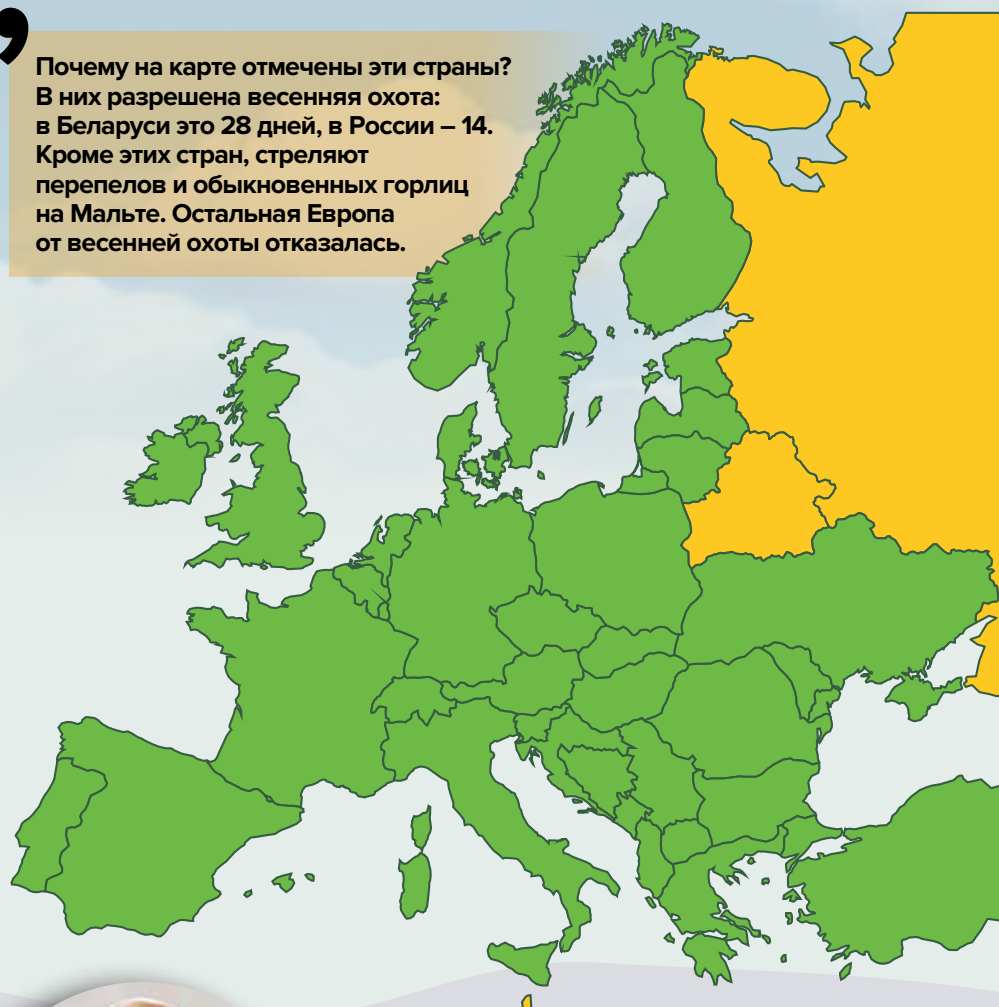 Почему на карте отмечены эти страны?
В них разрешена весенняя охота:
в Беларуси это 28 дней, в России – 14.
Кроме этих стран, стреляют
перепелов и обыкновенных горлиц
на Мальте. Остальная Европа
от весенней охоты отказалась.